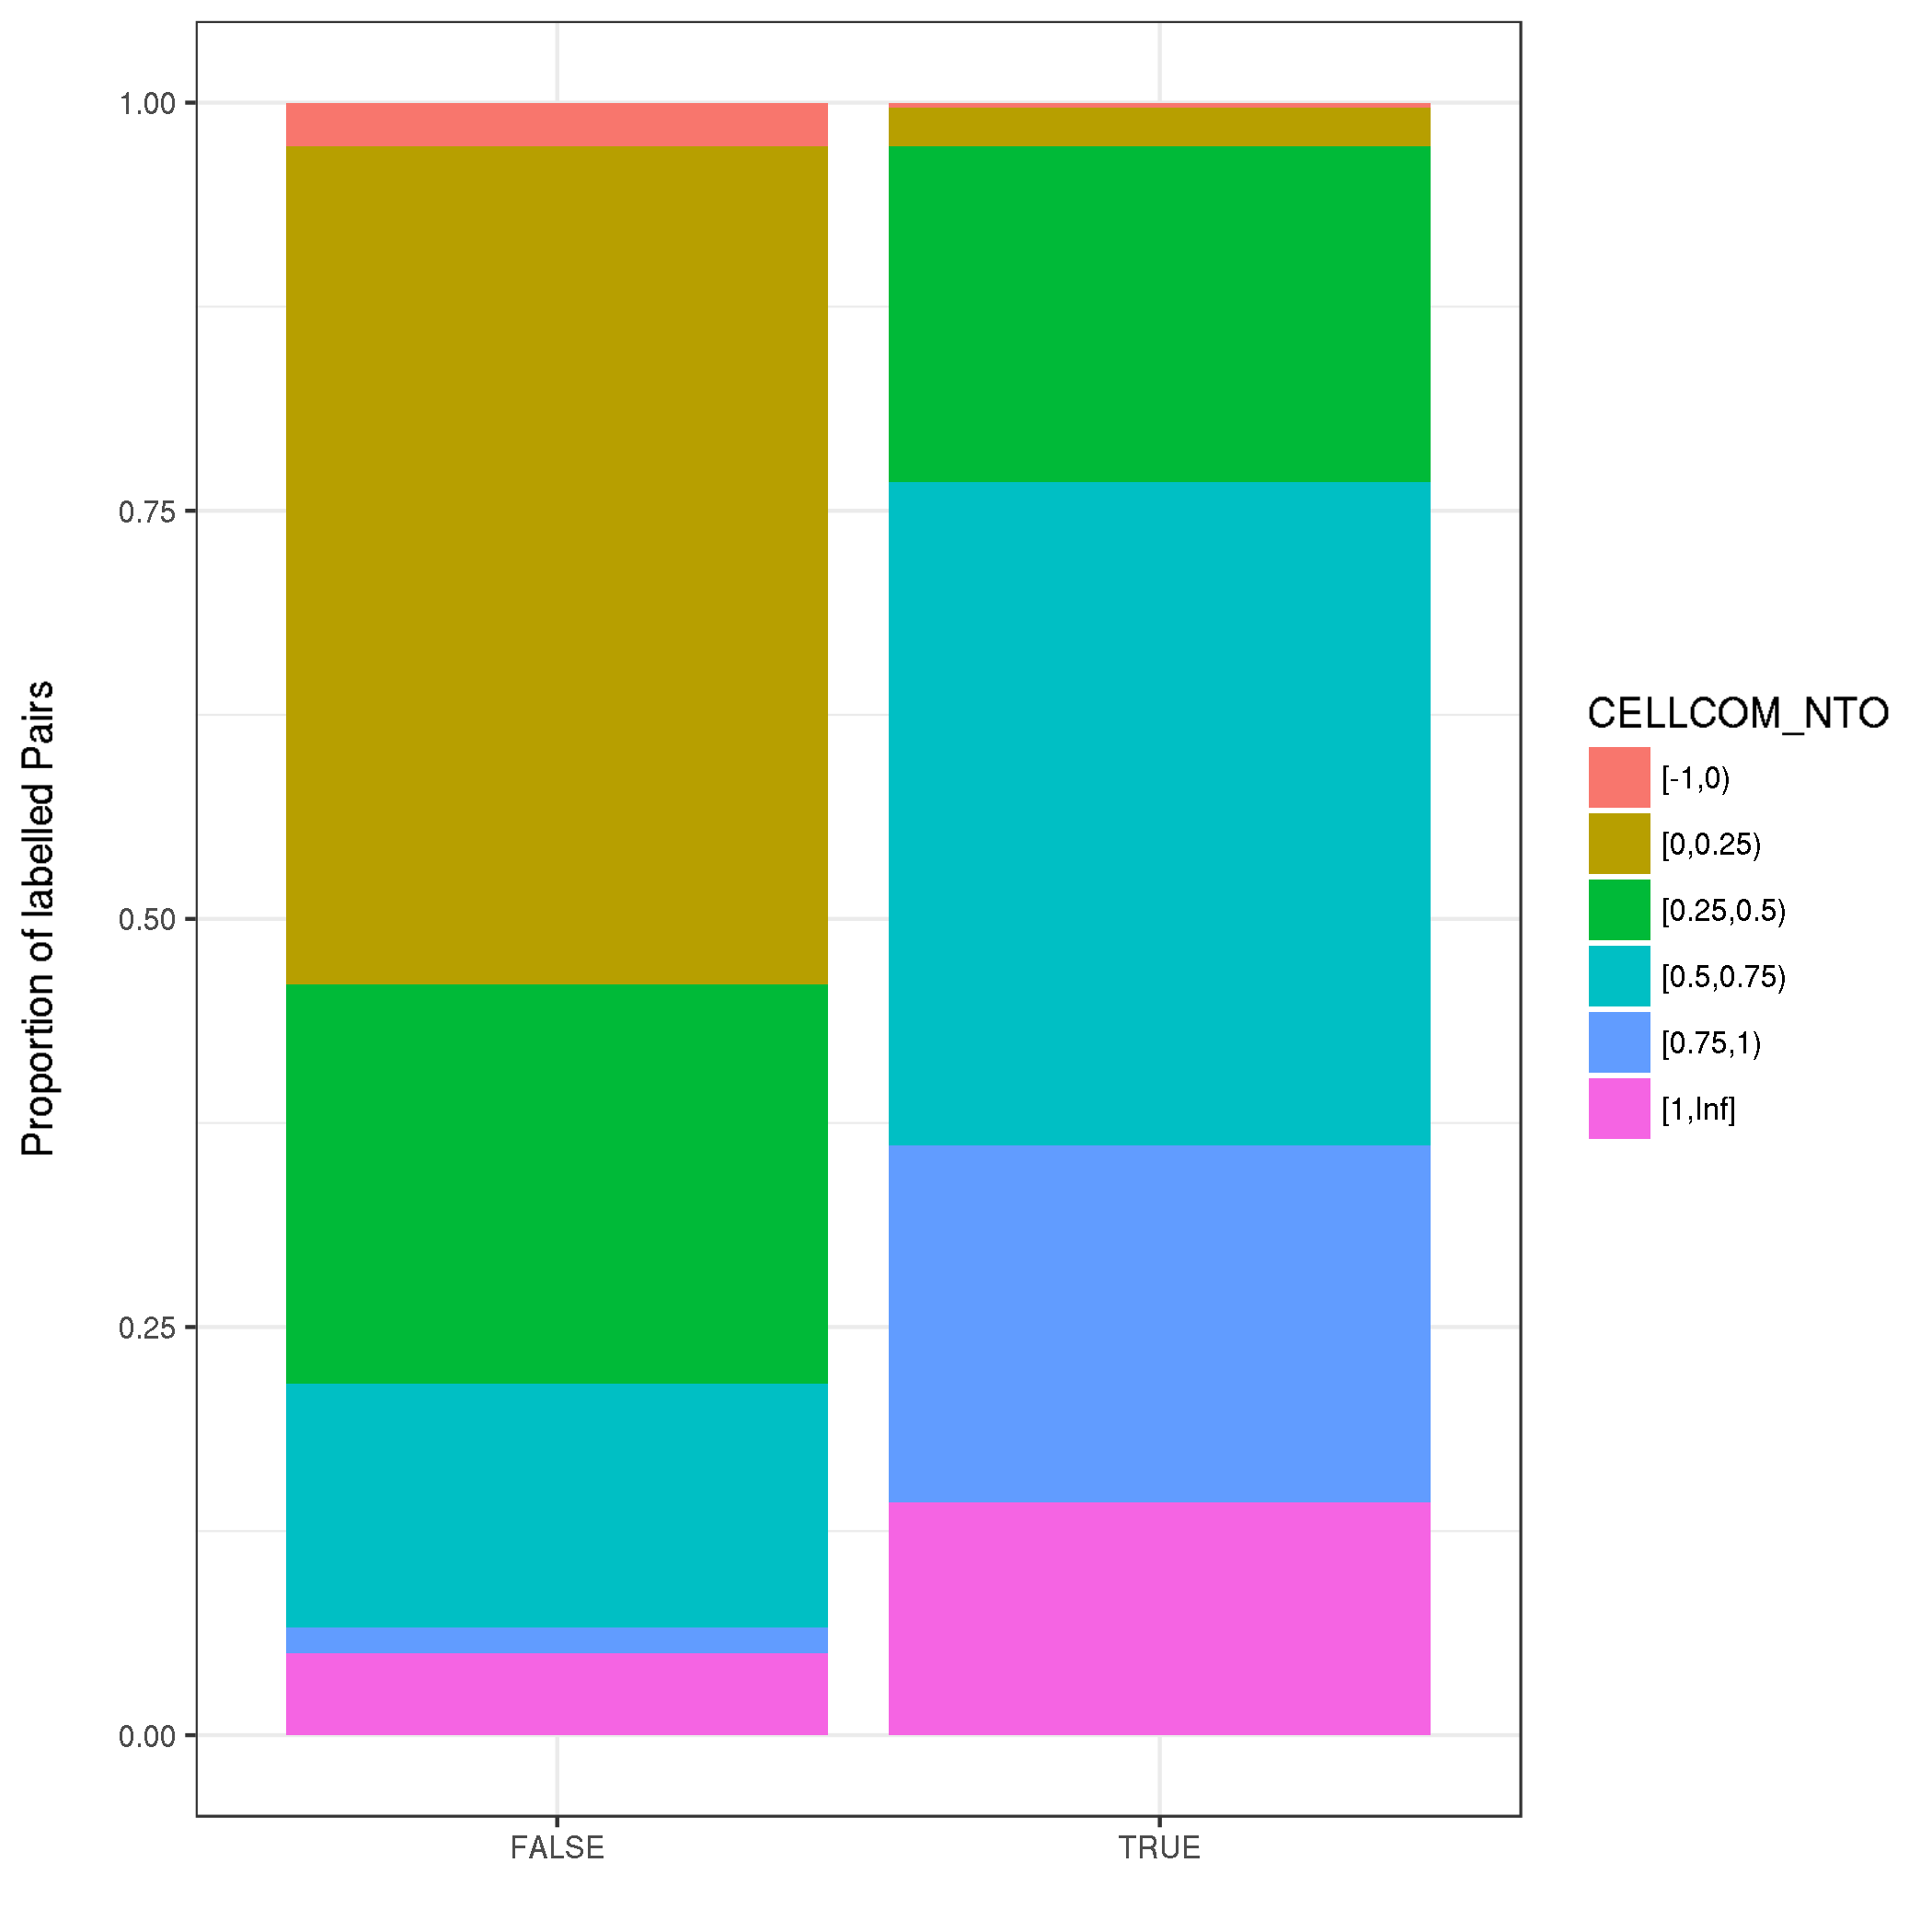 Proportion of labelled Pairs
1.00
0.75
0.50
0.25
0.00
FALSE
TRUE
CELLCOM_NTO
[-1,0)
[0,0.25)
[0.25,0.5)
[0.5,0.75)
[0.75,1)
[1,Inf]